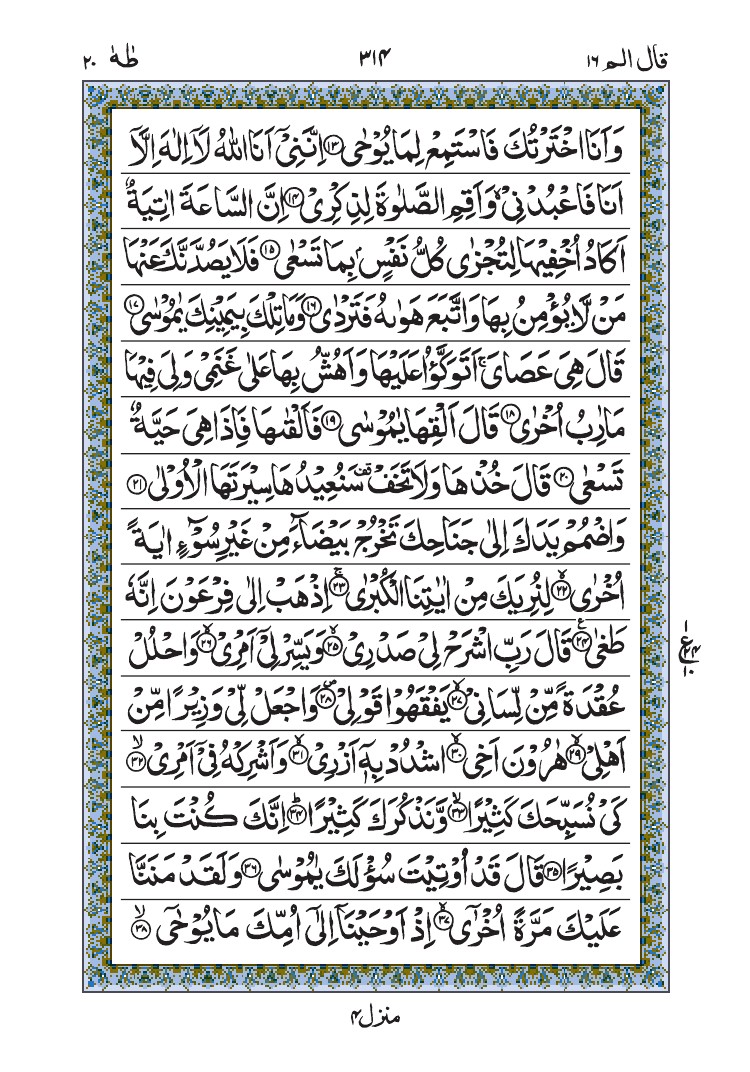 قال الم ١٦ ٣١٤ طٰهٰ ٢٠
وَاَنَا اخْتَرْتُكَ فَاسْتَمِعْ لِمَا يُوْحٰى ﴿١٣﴾ اِنَّنِیْۤ اَنَا اللّٰهُ لَاۤ اِلٰهَ اِلَّاۤ
اَنَا فَاعْبُدْنِیْ ۙ وَاَقِمِ الصَّلٰوةَ لِذِكْرِیْ ﴿١٤﴾ اِنَّ السَّاعَةَ اٰتِيَةٌ
اَكَادُ اُخْفِيْهَا لِتُجْزٰى كُلُّ نَفْسٍۭ بِمَا تَسْعٰى ﴿١٥﴾ فَلَا يَصُدَّنَّكَ عَنْهَا
مَنْ لَّا يُؤْمِنُ بِهَا وَاتَّبَعَ هَوٰىهُ فَتَرْدٰى ﴿١٦﴾ وَمَا تِلْكَ بِيَمِيْنِكَ يٰمُوْسٰى ﴿١٧﴾
قَالَ هِیَ عَصَایَ ۚ اَتَوَكَّؤُا عَلَيْهَا وَاَهُشُّ بِهَا عَلٰى غَنَمِیْ وَلِیَ فِيْهَا
مَاٰرِبُ اُخْرٰى ﴿١٨﴾ قَالَ اَلْقِهَا يٰمُوْسٰى ﴿١٩﴾ فَاَلْقٰىهَا فَاِذَا هِیَ حَيَّةٌ
تَسْعٰى ﴿٢٠﴾ قَالَ خُذْهَا وَلَا تَخَفْ ۥ سَنُعِيْدُهَا سِيْرَتَهَا الْاُوْلٰى ﴿٢١﴾
وَاضْمُمْ يَدَكَ اِلٰى جَنَاحِكَ تَخْرُجْ بَيْضَآءَ مِنْ غَيْرِ سُوْٓءٍ اٰيَةً
اُخْرٰى ﴿٢٢﴾ لِنُرِيَكَ مِنْ اٰيٰتِنَا الْكُبْرٰى ﴿٢٣﴾ اِذْهَبْ اِلٰى فِرْعَوْنَ اِنَّهٗ
طَغٰى ﴿٢٤﴾ قَالَ رَبِّ اشْرَحْ لِیْ صَدْرِیْ ﴿٢٥﴾ وَيَسِّرْ لِیْۤ اَمْرِیْ ﴿٢٦﴾ وَاحْلُلْ
عُقْدَةً مِّنْ لِّسَانِیْ ﴿٢٧﴾ يَفْقَهُوْا قَوْلِیْ ﴿٢٨﴾ وَاجْعَلْ لِّیْ وَزِيْرًا مِّنْ
اَهْلِیْ ﴿٢٩﴾ هٰرُوْنَ اَخِی ﴿٣٠﴾ اشْدُدْ بِهٖۤ اَزْرِیْ ﴿٣١﴾ وَاَشْرِكْهُ فِیْۤ اَمْرِیْ ﴿٣٢﴾
كَیْ نُسَبِّحَكَ كَثِيْرًا ﴿٣٣﴾ وَّنَذْكُرَكَ كَثِيْرًا ﴿٣٤﴾ اِنَّكَ كُنْتَ بِنَا
بَصِيْرًا ﴿٣٥﴾ قَالَ قَدْ اُوْتِيْتَ سُؤْلَكَ يٰمُوْسٰى ﴿٣٦﴾ وَلَقَدْ مَنَنَّا
عَلَيْكَ مَرَّةً اُخْرٰۤى ﴿٣٧﴾ اِذْ اَوْحَيْنَاۤ اِلٰۤى اُمِّكَ مَا يُوْحٰۤى ﴿٣٨﴾
منزل ٤